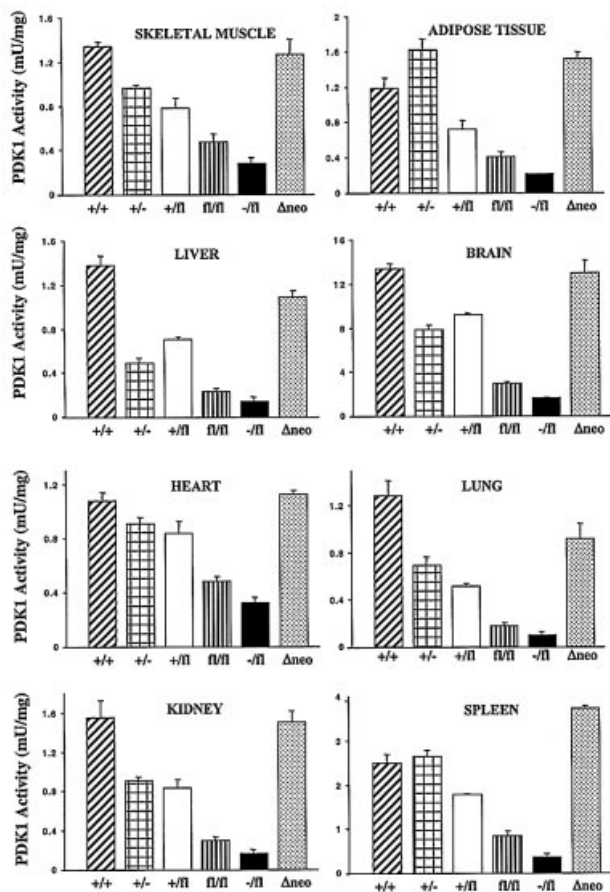 SKELETAL MUSCLE
PDK1 Activity (mU/mg)
1.6
1.2
0.8
0.4
0
+/+ +/- +/fl fl/fl -/fl Δneo
ADIPOSE TISSUE
2
1.6
1.2
0.8
0.4
0
+/+ +/- +/fl fl/fl -/fl Δneo
LIVER
PDK1 Activity (mU/mg)
1.6
1.2
0.8
0.4
0
+/+ +/- +/fl fl/fl -/fl Δneo
BRAIN
16
12
8
4
0
+/+ +/- +/fl fl/fl -/fl Δneo
HEART
PDK1 Activity (mU/mg)
1.2
0.8
0.4
0
+/+ +/- +/fl fl/fl -/fl Δneo
LUNG
1.2
0.8
0.4
0
+/+ +/- +/fl fl/fl -/fl Δneo
KIDNEY
PDK1 Activity (mU/mg)
1.6
1.2
0.8
0.4
0
+/+ +/- +/fl fl/fl -/fl Δneo
SPLEEN
4
3
2
1
0
+/+ +/- +/fl fl/fl -/fl Δneo